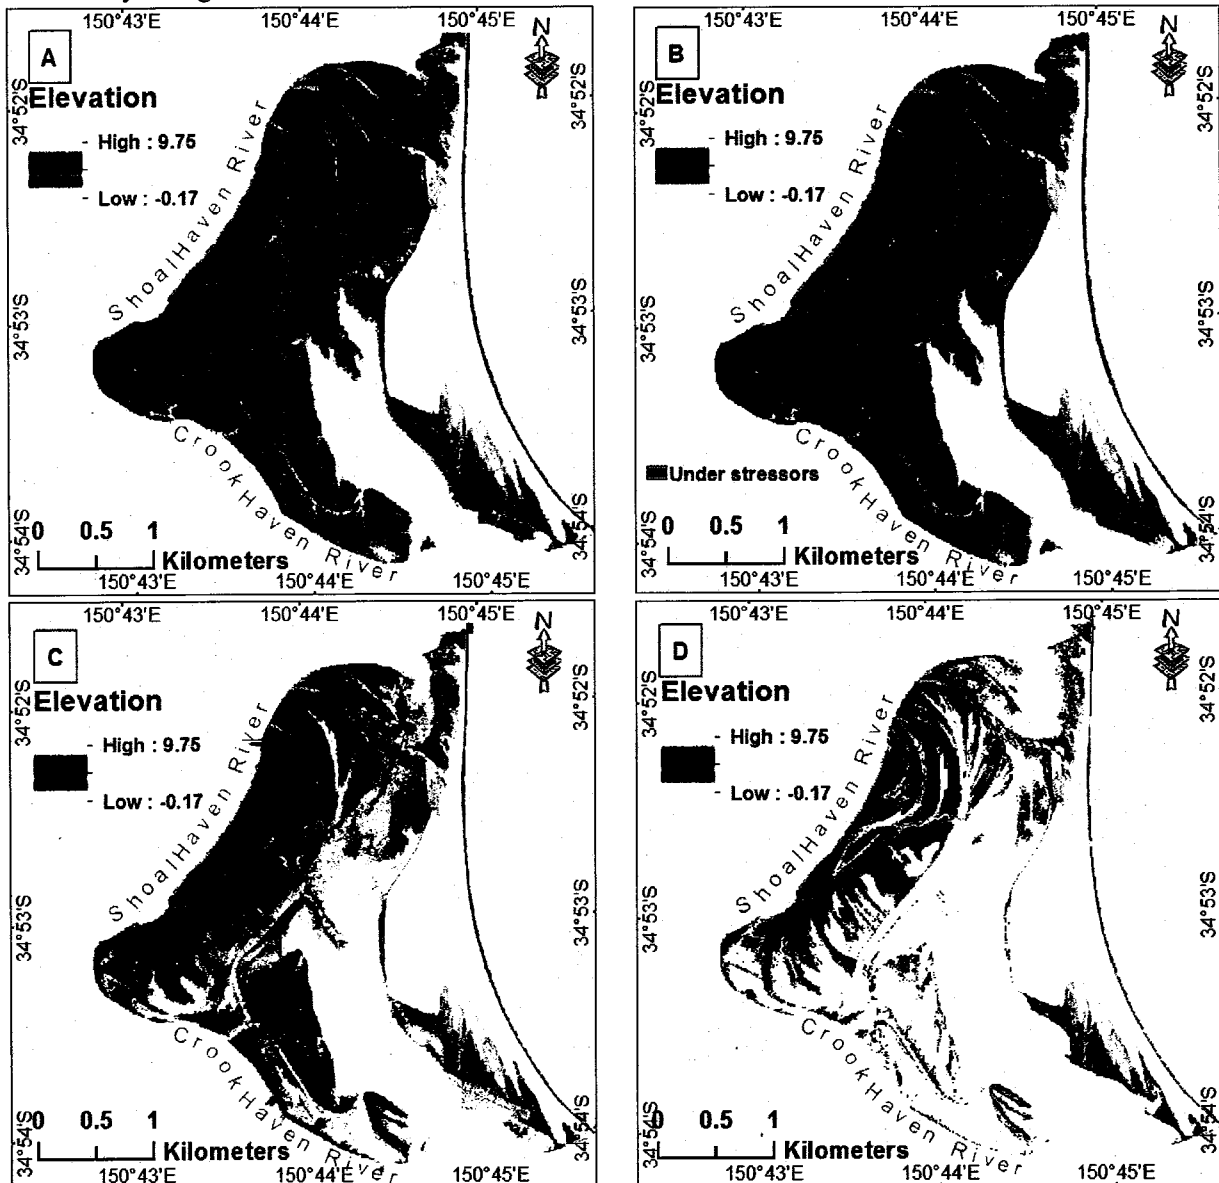 150°43'E 150°44'E 150°45'E
A
N
Elevation
High : 9.75
Low : -0.17
34°52'S 34°52'S
34°53'S 34°53'S
34°54'S 34°54'S
ShoalHaven River
CrookHaven River
0 0.5 1
Kilometers
150°43'E 150°44'E 150°45'E
150°43'E 150°44'E 150°45'E
B
N
Elevation
High : 9.75
Low : -0.17
34°52'S 34°52'S
34°53'S 34°53'S
34°54'S 34°54'S
ShoalHaven River
CrookHaven River
Under stressors
0 0.5 1
Kilometers
150°43'E 150°44'E 150°45'E
150°43'E 150°44'E 150°45'E
C
N
Elevation
High : 9.75
Low : -0.17
34°52'S 34°52'S
34°53'S 34°53'S
34°54'S 34°54'S
ShoalHaven River
CrookHaven River
0 0.5 1
Kilometers
150°43'E 150°44'E 150°45'E
150°43'E 150°44'E 150°45'E
D
N
Elevation
High : 9.75
Low : -0.17
34°52'S 34°52'S
34°53'S 34°53'S
34°54'S 34°54'S
ShoalHaven River
CrookHaven River
0 0.5 1
Kilometers
150°43'E 150°44'E 150°45'E